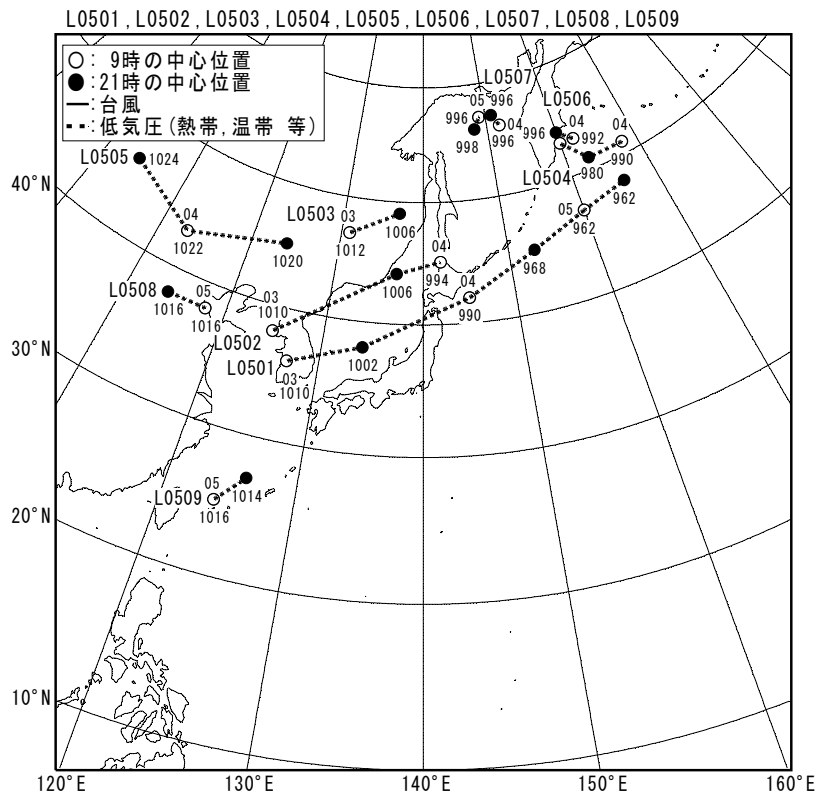 L0501,L0502,L0503,L0504,L0505,L0506,L0507,L0508,L0509
○: 9時の中心位置
●:21時の中心位置
—:台風
･･･:低気圧(熱帯,温帯 等)
L0507
05 996
996
04
996
998
L0506
04
996
992
04
990
L0504
980
962
05
962
968
L0505
1024
04
1022
1020
L0503
03
1012
1006
04
994
1006
04
990
L0508
1016
05
1016
03
1010
L0502
L0501
03
1010
1002
05
L0509
1014
1016
40°N
30°N
20°N
10°N
120°E
130°E
140°E
150°E
160°E